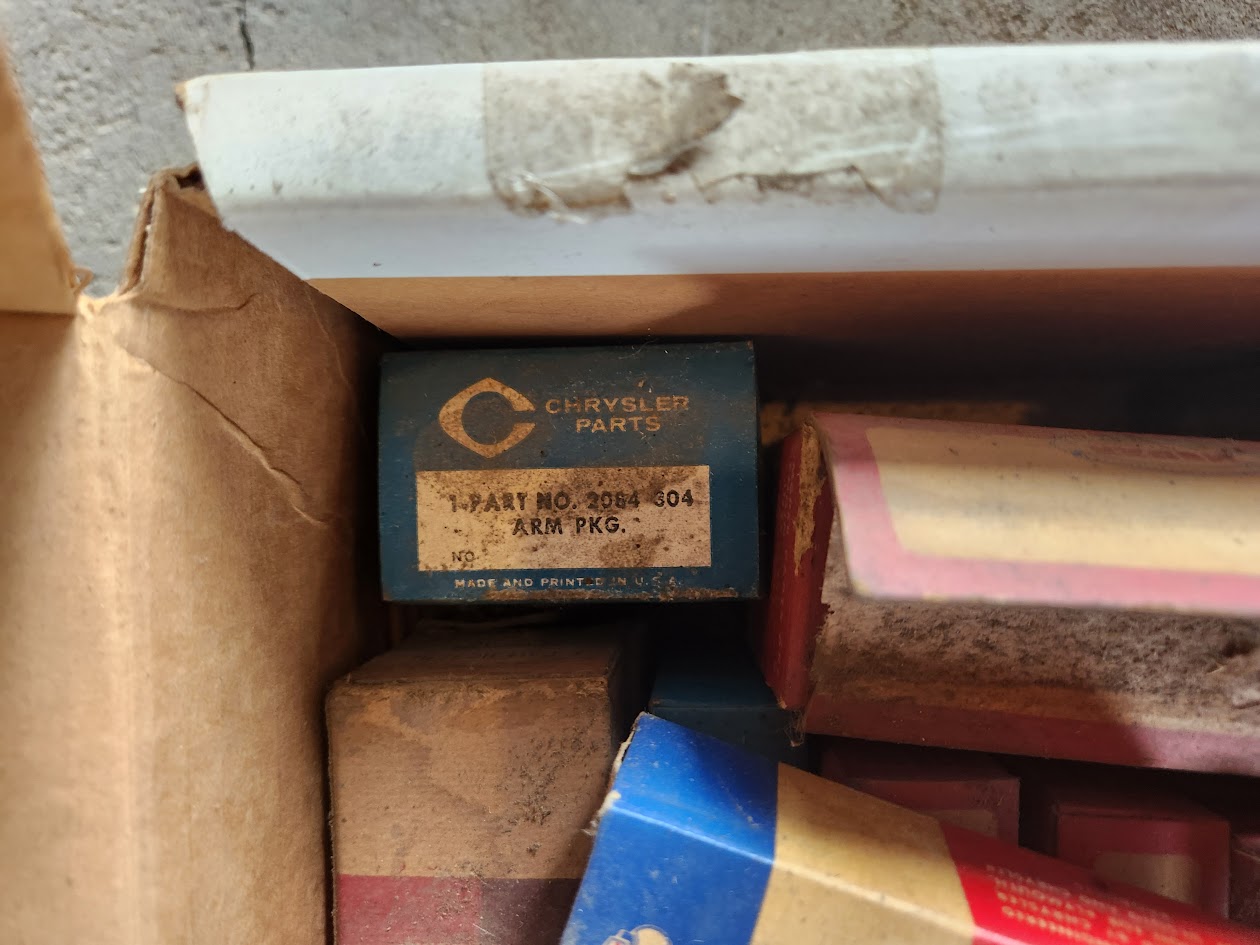 CHRYSLER
PARTS
1-PART NO. 2084 304
ARM PKG.
NO.
MADE AND PRINTED IN U.S.A.